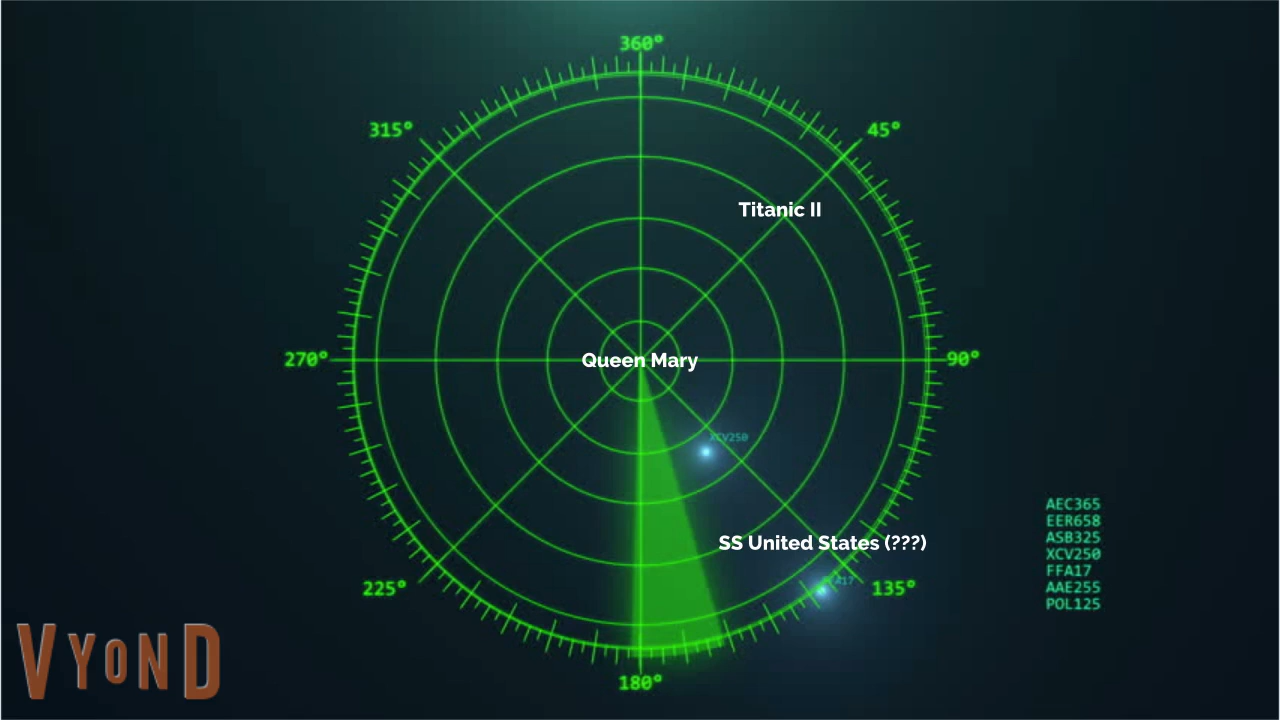 360°
315°
45°
Titanic II
270°
Queen Mary
90°
XCV250
AEC365
EER658
ASB325
XCV250
FFA17
AAE255
POL125
SS United States (???)
FFA17
225°
135°
180°
VYOND